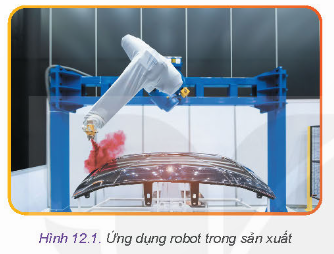 Hình 12.1. Ứng dụng robot trong sản xuất